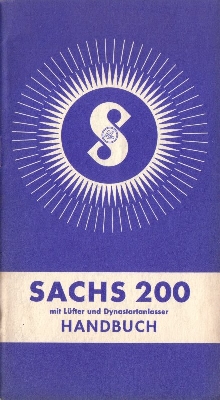 S
SACHS 200
mit Lüfter und Dynastartanlasser
HANDBUCH